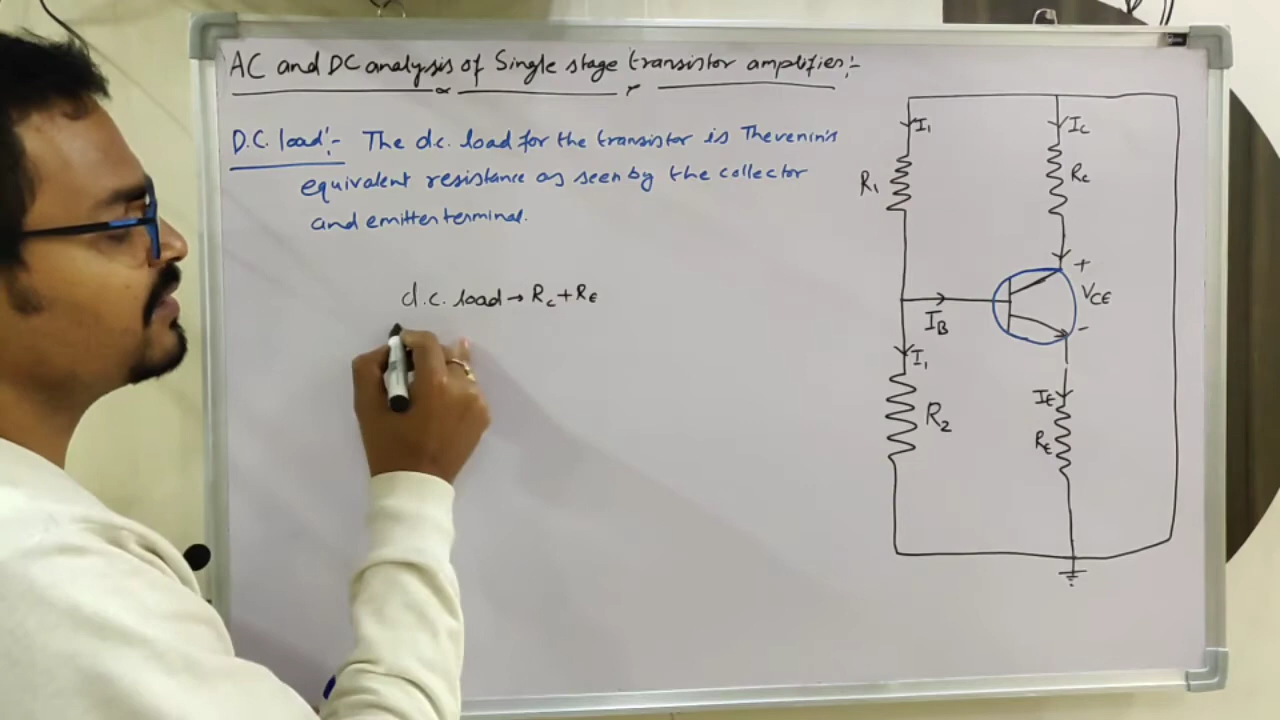 AC and DC analysis of Single stage transistor amplifier:-
D.C. load:- The d.c. load for the transistor is Thevenin's
equivalent resistance as seen by the collector
and emitter terminal.
d.c. load → Rc + RE
I1
Ic
R1
Rc
+
VCE
IB
-
I1
IE
R2
RE